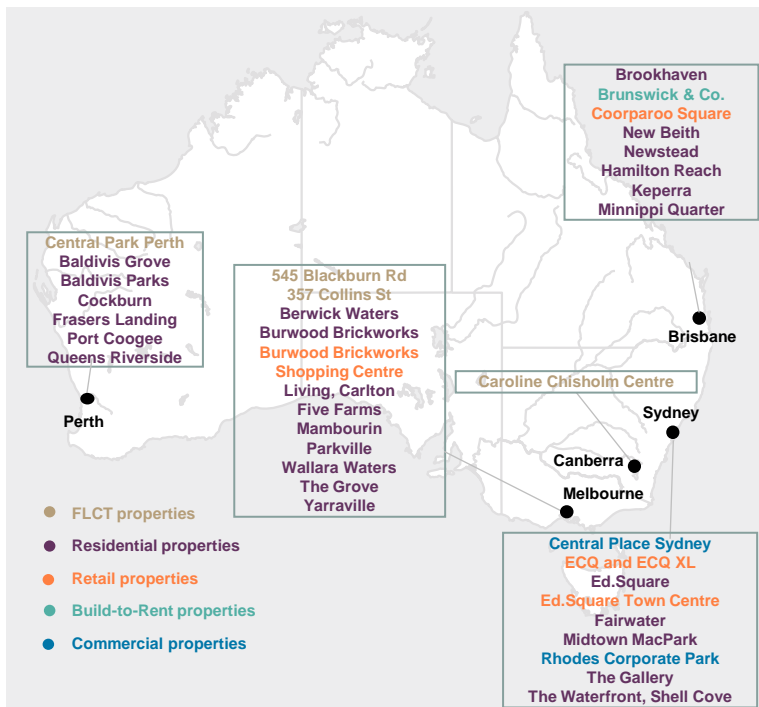 Brookhaven
Brunswick & Co.
Coorparoo Square
New Beith
Newstead
Hamilton Reach
Keperra
Minnippi Quarter
Central Park Perth
Baldivis Grove
Baldivis Parks
Cockburn
Frasers Landing
Port Coogee
Queens Riverside
545 Blackburn Rd
357 Collins St
Berwick Waters
Burwood Brickworks
Burwood Brickworks
Shopping Centre
Living, Carlton
Five Farms
Mambourin
Parkville
Wallara Waters
The Grove
Yarraville
Brisbane
Caroline Chisholm Centre
Perth
Sydney
Canberra
Melbourne
FLCT properties
Residential properties
Retail properties
Build-to-Rent properties
Commercial properties
Central Place Sydney
ECQ and ECQ XL
Ed.Square
Ed.Square Town Centre
Fairwater
Midtown MacPark
Rhodes Corporate Park
The Gallery
The Waterfront, Shell Cove